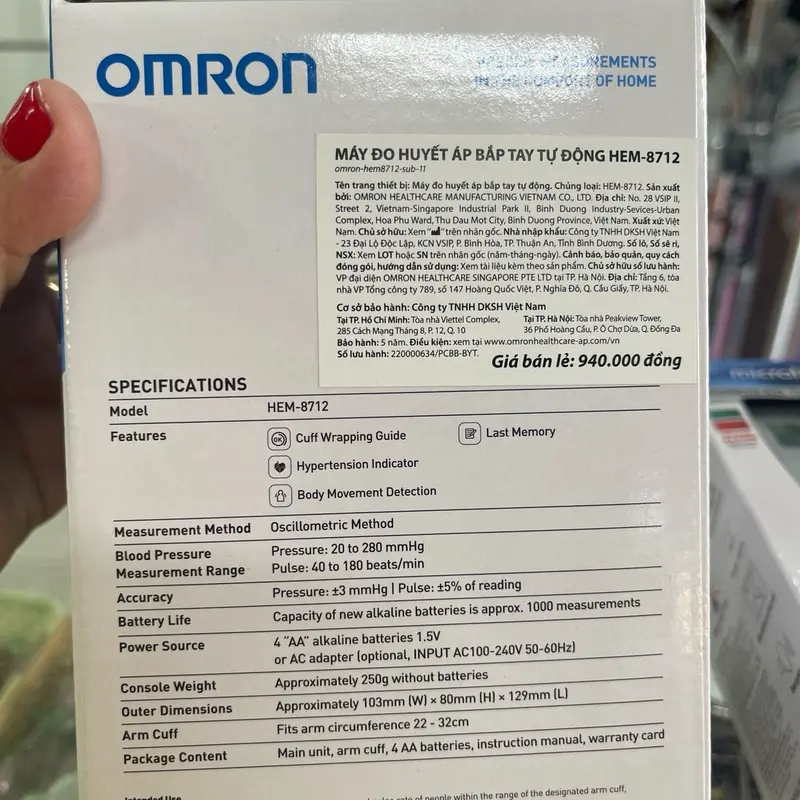 OMRON
PRECISE MEASUREMENTS
IN THE COMFORT OF HOME
MÁY ĐO HUYẾT ÁP BẮP TAY TỰ ĐỘNG HEM-8712
omron-hem8712-sub-11
Tên trang thiết bị: Máy đo huyết áp bắp tay tự động. Chủng loại: HEM-8712. Sản xuất
bởi: OMRON HEALTHCARE MANUFACTURING VIETNAM CO., LTD. Địa chỉ: No. 28 VSIP II,
Street 2, Vietnam-Singapore Industrial Park II, Binh Duong Industry-Sevices-Urban
Complex, Hoa Phu Ward, Thu Dau Mot City, Binh Duong Province, Việt Nam. Xuất xứ: Việt
Nam. Chủ sở hữu: Xem " " trên nhãn gốc. Nhà nhập khẩu: Công ty TNHH DKSH Việt Nam
- 23 Đại Lộ Độc Lập, KCN VSIP, P. Bình Hòa, TP. Thuận An, Tỉnh Bình Dương. Số lô, Số sê ri,
NSX: Xem LOT hoặc SN trên nhãn gốc (năm-tháng-ngày). Cảnh báo, bảo quản, quy cách
đóng gói, hướng dẫn sử dụng: Xem tài liệu kèm theo sản phẩm. Chủ sở hữu số lưu hành:
VP đại diện OMRON HEALTHCARE SINGAPORE PTE LTD tại TP. Hà Nội. Địa chỉ: Tầng 6, tòa
nhà VP Tổng công ty 789, số 147 Hoàng Quốc Việt, P. Nghĩa Đô, Q. Cầu Giấy, TP. Hà Nội.
Cơ sở bảo hành: Công ty TNHH DKSH Việt Nam
Tại TP. Hồ Chí Minh: Tòa nhà Viettel Complex, Tại TP. Hà Nội: Tòa nhà Peakview Tower,
285 Cách Mạng Tháng 8, P. 12, Q. 10 36 Phố Hoàng Cầu, P. Ô Chợ Dừa, Q. Đống Đa
Bảo hành: 5 năm. Điều kiện: xem tại www.omronhealthcare-ap.com/vn
Số lưu hành: 220000634/PCBB-BYT. Giá bán lẻ: 940.000 đồng
SPECIFICATIONS
Model HEM-8712
Features OK Cuff Wrapping Guide Last Memory
Hypertension Indicator
Body Movement Detection
Measurement Method Oscillometric Method
Blood Pressure Pressure: 20 to 280 mmHg
Measurement Range Pulse: 40 to 180 beats/min
Accuracy Pressure: ±3 mmHg | Pulse: ±5% of reading
Battery Life Capacity of new alkaline batteries is approx. 1000 measurements
Power Source 4 "AA" alkaline batteries 1.5V
or AC adapter (optional, INPUT AC100-240V 50-60Hz)
Console Weight Approximately 250g without batteries
Outer Dimensions Approximately 103mm (W) × 80mm (H) × 129mm (L)
Arm Cuff Fits arm circumference 22 - 32cm
Package Content Main unit, arm cuff, 4 AA batteries, instruction manual, warranty card
Intended Use
rate of people within the range of the designated arm cuff,